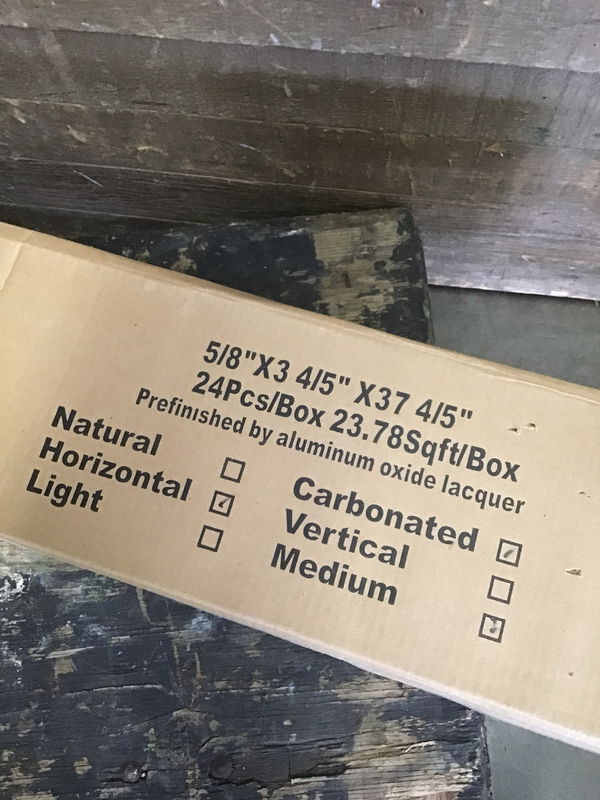 5/8"X3 4/5" X37 4/5"
24Pcs/Box 23.78Sqft/Box
Prefinished by aluminum oxide lacquer
Natural ☐ Carbonated ☑
Horizontal ☑ Vertical ☐
Light ☐ Medium ☑